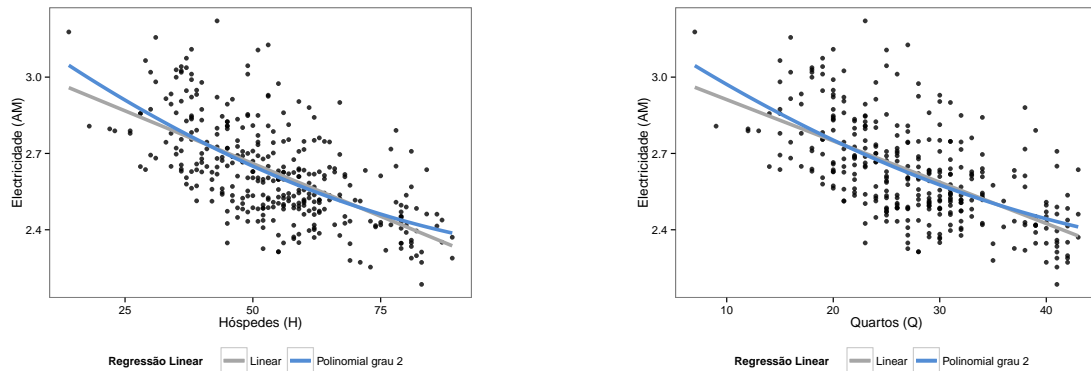 Electricidade (AM)
3.0
2.7
2.4
25
50
75
Hóspedes (H)
Regressão Linear
Linear
Polinomial grau 2
Electricidade (AM)
3.0
2.7
2.4
10
20
30
40
Quartos (Q)
Regressão Linear
Linear
Polinomial grau 2